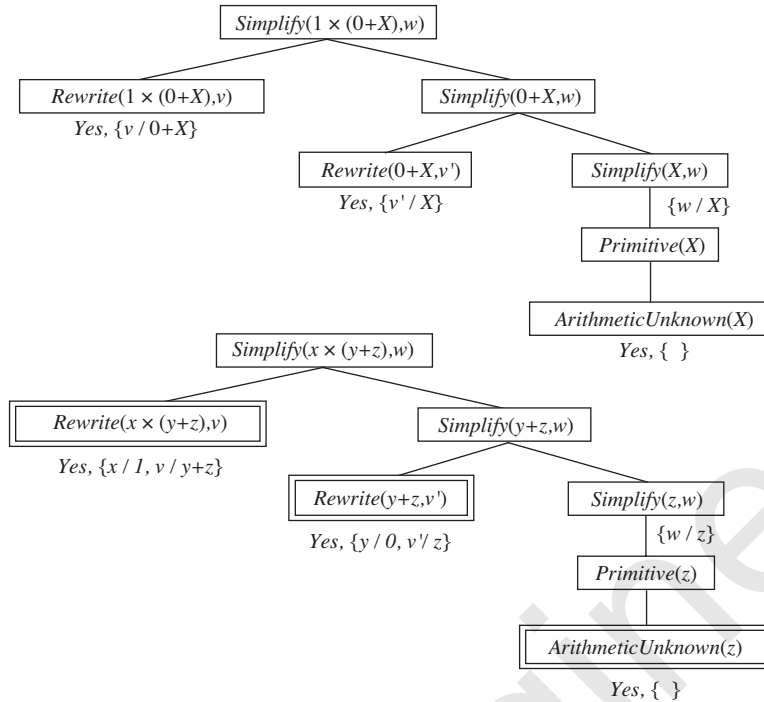 Simplify(1 × (0+X),w)
Rewrite(1 × (0+X),v)
Simplify(0+X,w)
Yes, {v / 0+X}
Rewrite(0+X,v')
Simplify(X,w)
Yes, {v' / X}
{w / X}
Primitive(X)
ArithmeticUnknown(X)
Yes, { }
Simplify(x × (y+z),w)
Rewrite(x × (y+z),v)
Simplify(y+z,w)
Yes, {x / 1, v / y+z}
Rewrite(y+z,v')
Simplify(z,w)
Yes, {y / 0, v'/ z}
{w / z}
Primitive(z)
ArithmeticUnknown(z)
Yes, { }